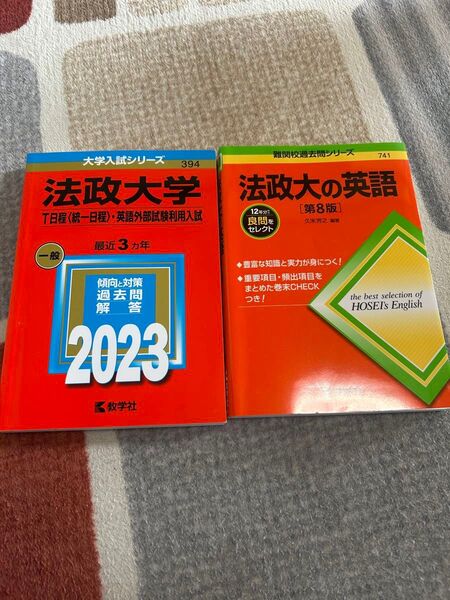 大学入試シリーズ
394
法政大学
T日程〈統一日程〉・英語外部試験利用入試
最近3ヵ年
一般
傾向と対策
過去問
解答
2023
教学社
難関校過去問シリーズ
741
法政大の英語
[第8版]
12年分で
良問を
セレクト
久米芳之 編著
◆豊富な知識と実力が身につく!
◆重要項目・頻出項目を
まとめた巻末CHECK
つき!
the best selection of
HOSEI's English